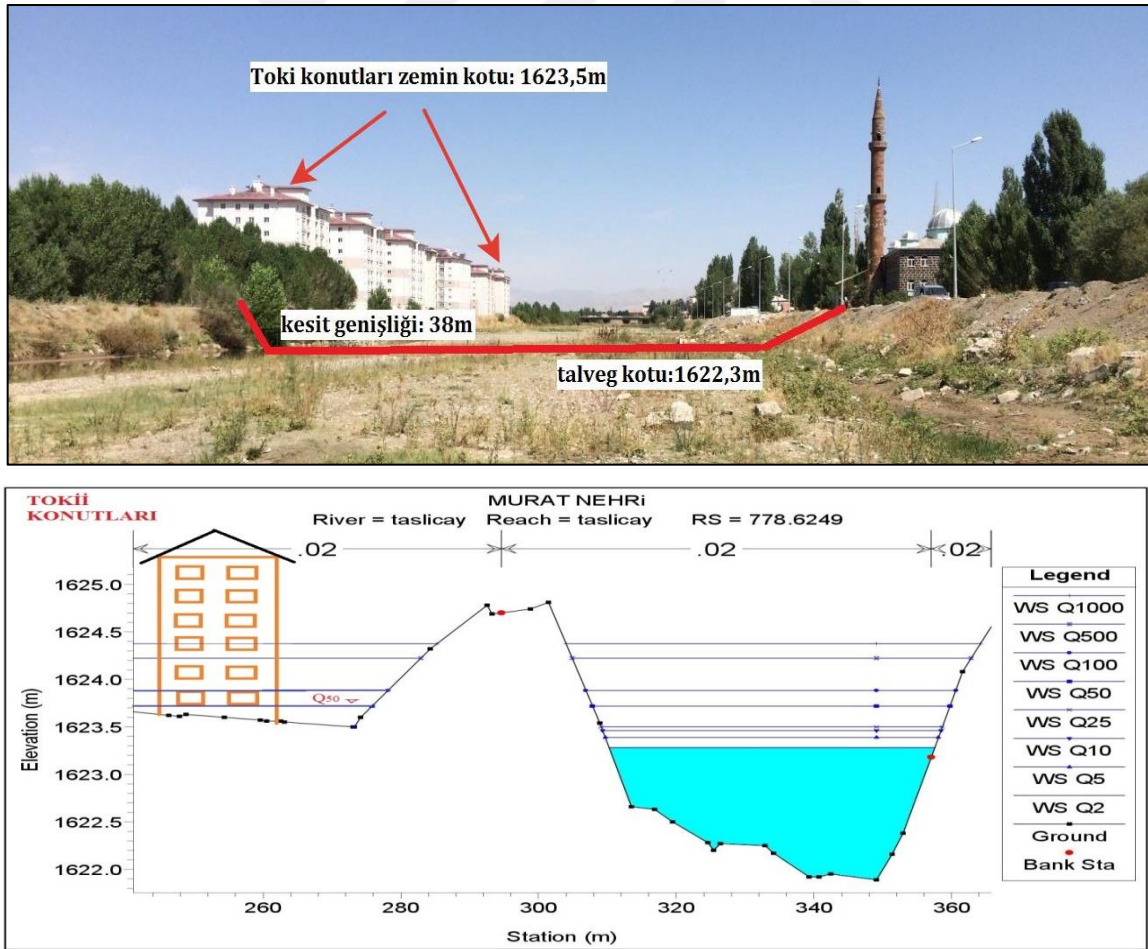 Toki konutları zemin kotu: 1623,5m
kesit genişliği: 38m
talveg kotu:1622,3m
TOKİİ
KONUTLARI
MURAT NEHRi
River = taslicay Reach = taslicay RS = 778.6249
.02 .02 .02
Legend
WS Q1000
WS Q500
WS Q100
WS Q50
WS Q25
WS Q10
WS Q5
WS Q2
Ground
Bank Sta
Q50
Elevation (m)
1625.0
1624.5
1624.0
1623.5
1623.0
1622.5
1622.0
260 280 300 320 340 360
Station (m)